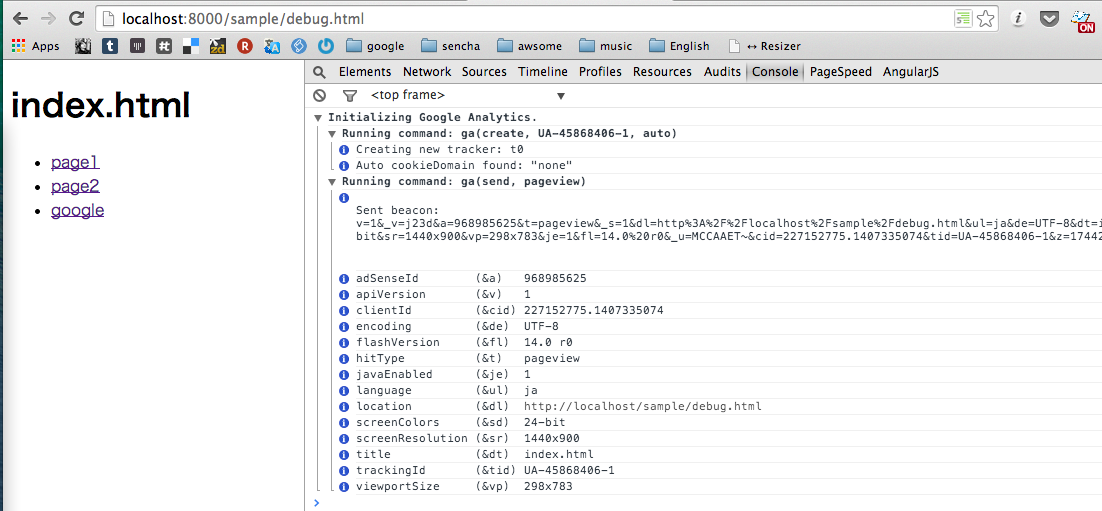 localhost:8000/sample/debug.html
ON
Apps
google
sencha
awsome
music
English
↔ Resizer
index.html
page1
page2
google
Elements
Network
Sources
Timeline
Profiles
Resources
Audits
Console
PageSpeed
AngularJS
<top frame>
Initializing Google Analytics.
Running command: ga(create, UA-45868406-1, auto)
Creating new tracker: t0
Auto cookieDomain found: "none"
Running command: ga(send, pageview)
Sent beacon:
v=1&_v=j23d&a=968985625&t=pageview&_s=1&dl=http%3A%2F%2Flocalhost%2Fsample%2Fdebug.html&ul=ja&de=UTF-8&dt=i
bit&sr=1440x900&vp=298x783&je=1&fl=14.0%20r0&_u=MCCAAET~&cid=227152775.1407335074&tid=UA-45868406-1&z=17442
adSenseId (&a) 968985625
apiVersion (&v) 1
clientId (&cid) 227152775.1407335074
encoding (&de) UTF-8
flashVersion (&fl) 14.0 r0
hitType (&t) pageview
javaEnabled (&je) 1
language (&ul) ja
location (&dl) http://localhost/sample/debug.html
screenColors (&sd) 24-bit
screenResolution (&sr) 1440x900
title (&dt) index.html
trackingId (&tid) UA-45868406-1
viewportSize (&vp) 298x783